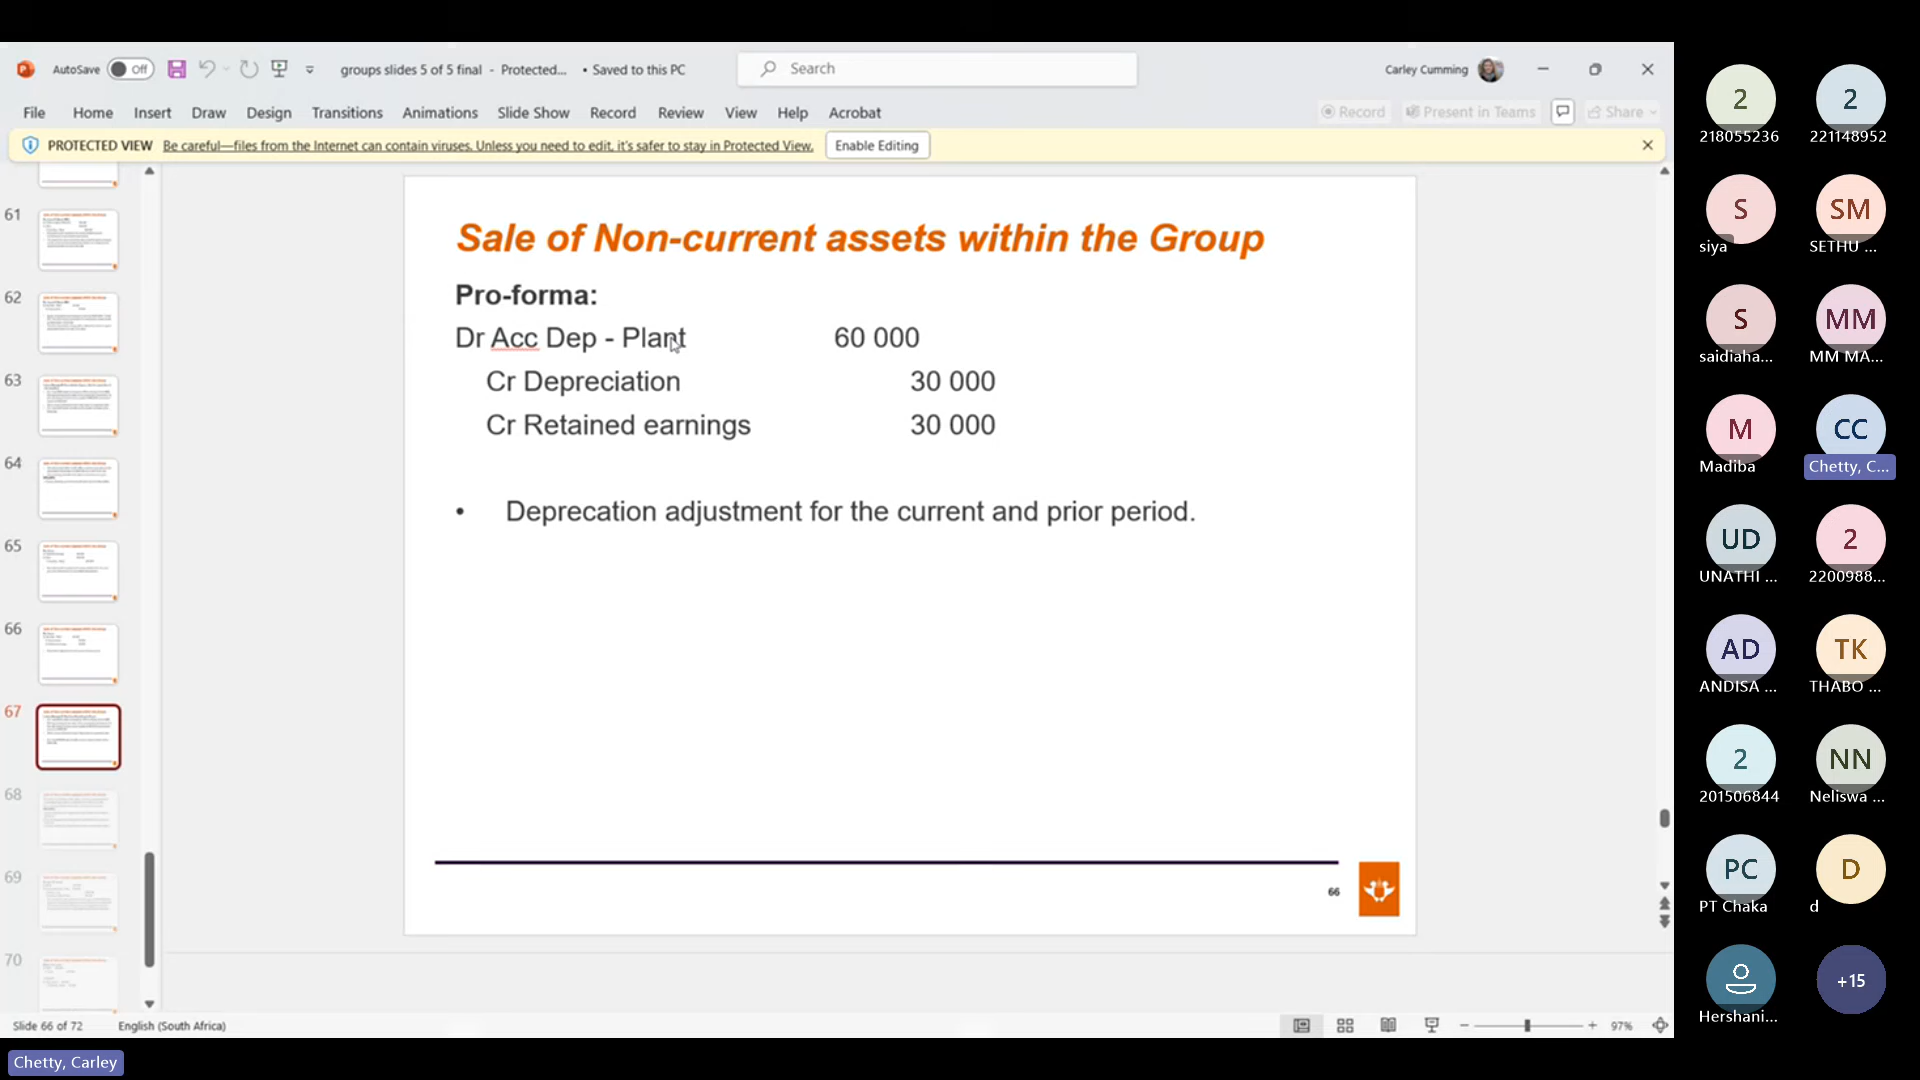 AutoSave Off groups slides 5 of 5 final - Protected... • Saved to this PC Search Carley Cumming
File Home Insert Draw Design Transitions Animations Slide Show Record Review View Help Acrobat Record Present in Teams Share
PROTECTED VIEW Be careful—files from the Internet can contain viruses. Unless you need to edit, it's safer to stay in Protected View. Enable Editing
61
62
63
64
65
66
67
68
69
70
Sale of Non-current assets within the Group
Pro-forma:
Dr Acc Dep - Plant 60 000
Cr Depreciation 30 000
Cr Retained earnings 30 000
• Deprecation adjustment for the current and prior period.
66
Slide 66 of 72 English (South Africa) 97%
Chetty, Carley
2 2
218055236 221148952
S SM
siya SETHU ...
S MM
saidiaha... MM MA...
M CC
Madiba Chetty, C...
UD 2
UNATHI ... 2200988...
AD TK
ANDISA ... THABO ...
2 NN
201506844 Neliswa ...
PC D
PT Chaka d
+15
Hershani...